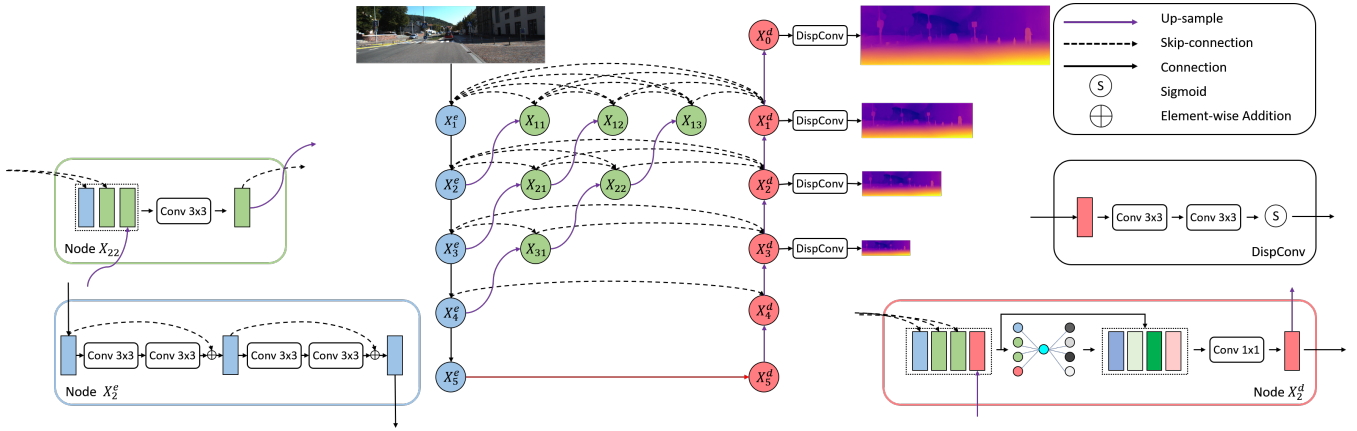 X_0^d DispConv
Up-sample
Skip-connection
Connection
S Sigmoid
Element-wise Addition
X_1^e X_11 X_12 X_13 X_1^d DispConv
X_2^e X_21 X_22 X_2^d DispConv
X_3^e X_31 X_3^d DispConv
X_4^e X_4^d
X_5^e X_5^d
Conv 3x3
Node X_22
Conv 3x3 Conv 3x3 Conv 3x3 Conv 3x3
Node X_2^e
Conv 3x3 Conv 3x3 S
DispConv
Conv 1x1
Node X_2^d